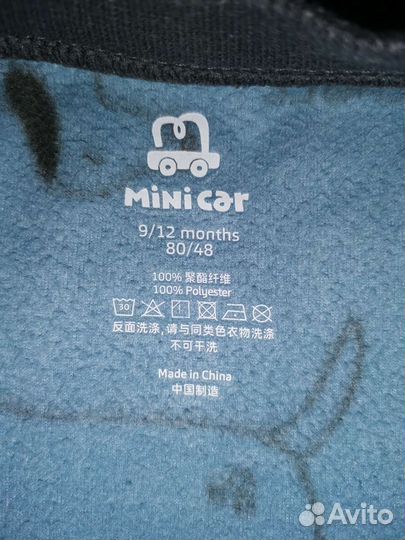 MiNi car
9/12 months
80/48
100% 聚酯纤维
100% Polyester
30
反面洗涤,请与同类色衣物洗涤
不可干洗
Made in China
中国制造
Avito